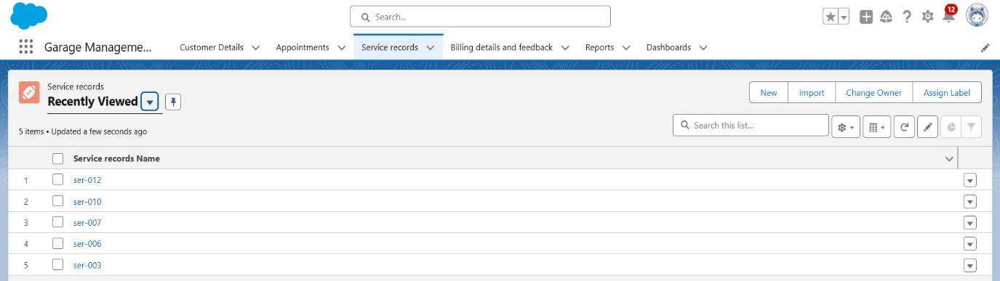 Search...
12
Garage Manageme...
Customer Details
Appointments
Service records
Billing details and feedback
Reports
Dashboards
Service records
Recently Viewed
New
Import
Change Owner
Assign Label
5 items • Updated a few seconds ago
Search this list...
Service records Name
1 ser-012
2 ser-010
3 ser-007
4 ser-006
5 ser-003